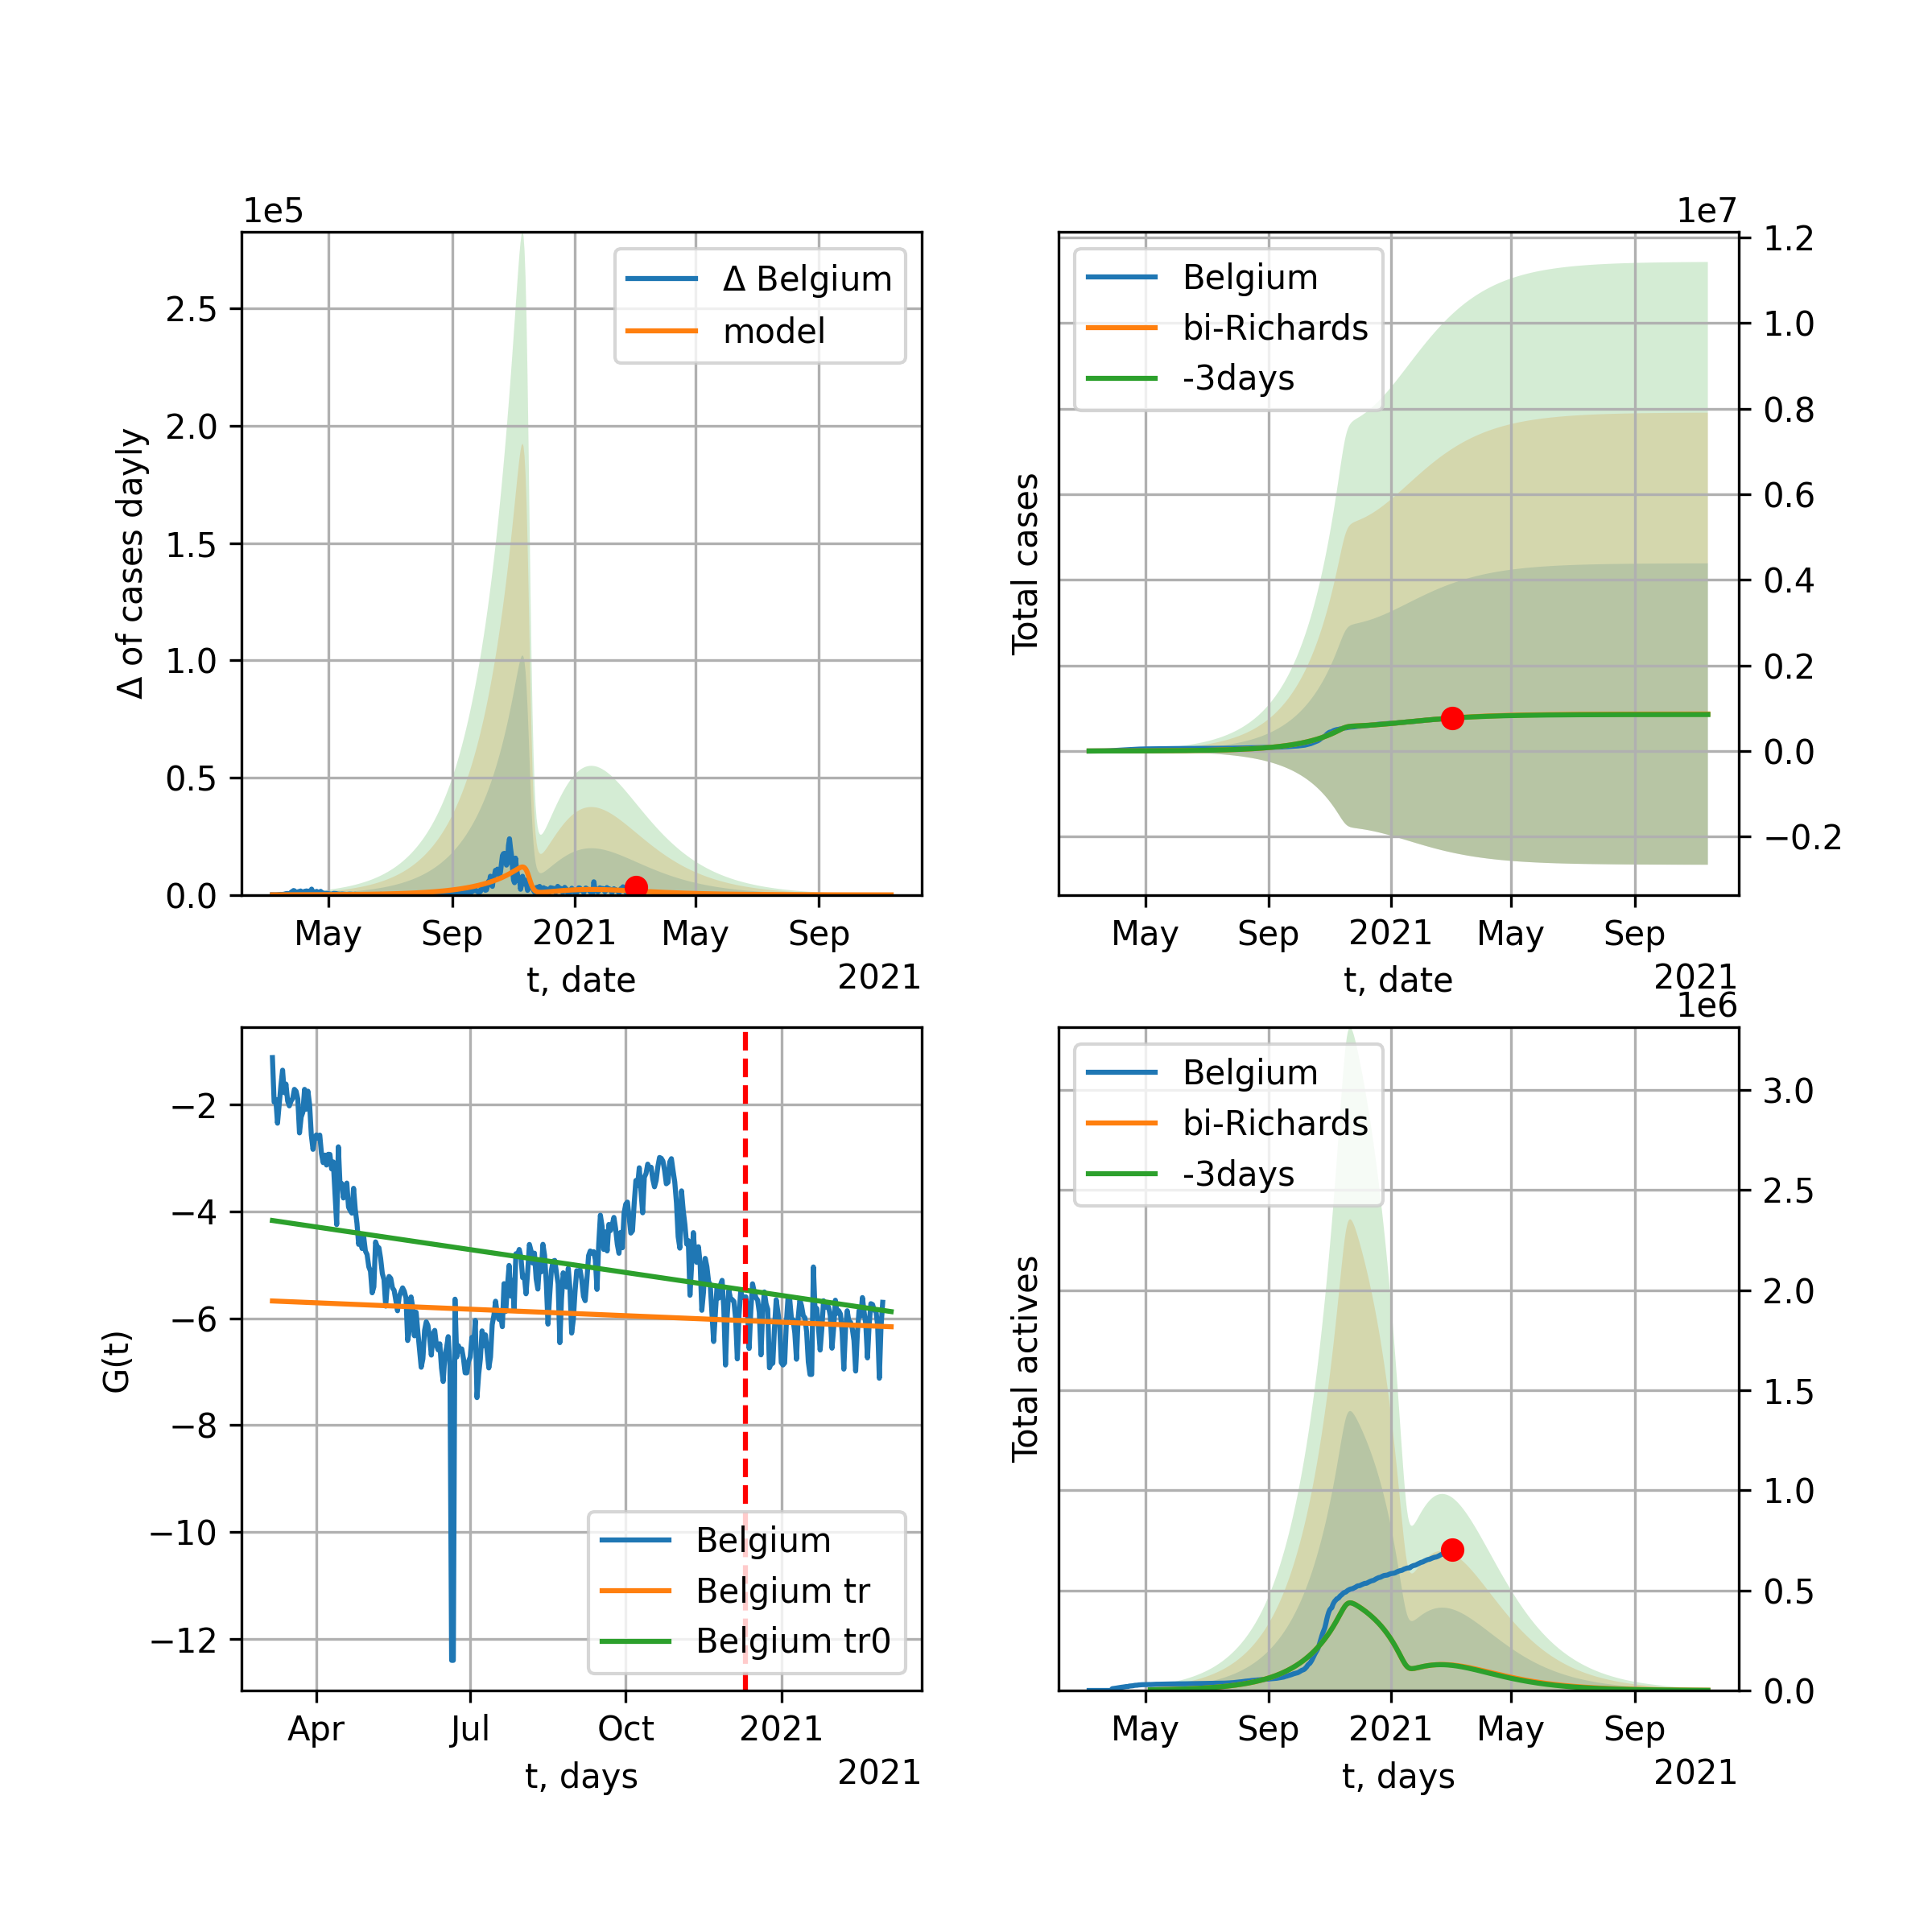 1e5
2.5
2.0
1.5
1.0
0.5
0.0
Δ of cases dayly
Δ Belgium
model
May Sep 2021 May Sep
t, date
2021
1e7
1.2
1.0
0.8
0.6
0.4
0.2
0.0
−0.2
Total cases
Belgium
bi-Richards
-3days
May Sep 2021 May Sep
t, date
2021
−2
−4
−6
−8
−10
−12
G(t)
Belgium
Belgium tr
Belgium tr0
Apr Jul Oct 2021
t, days
2021
1e6
3.0
2.5
2.0
1.5
1.0
0.5
0.0
Total actives
Belgium
bi-Richards
-3days
May Sep 2021 May Sep
t, days
2021